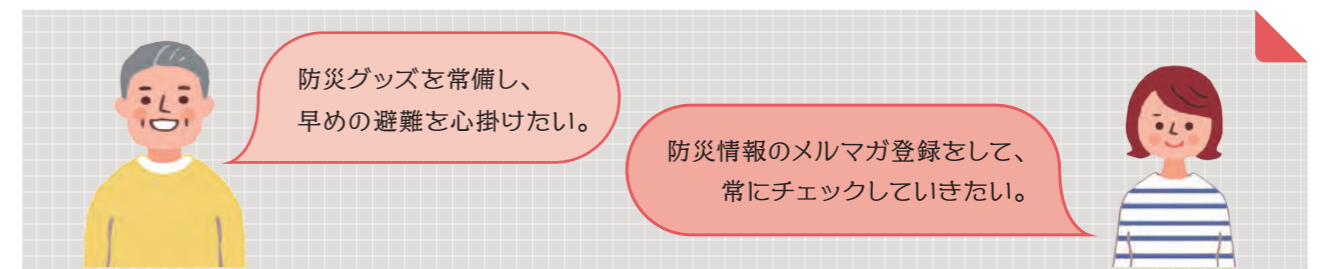 防災グッズを常備し、
早めの避難を心掛けたい。
防災情報のメルマガ登録をして、
常にチェックしていきたい。